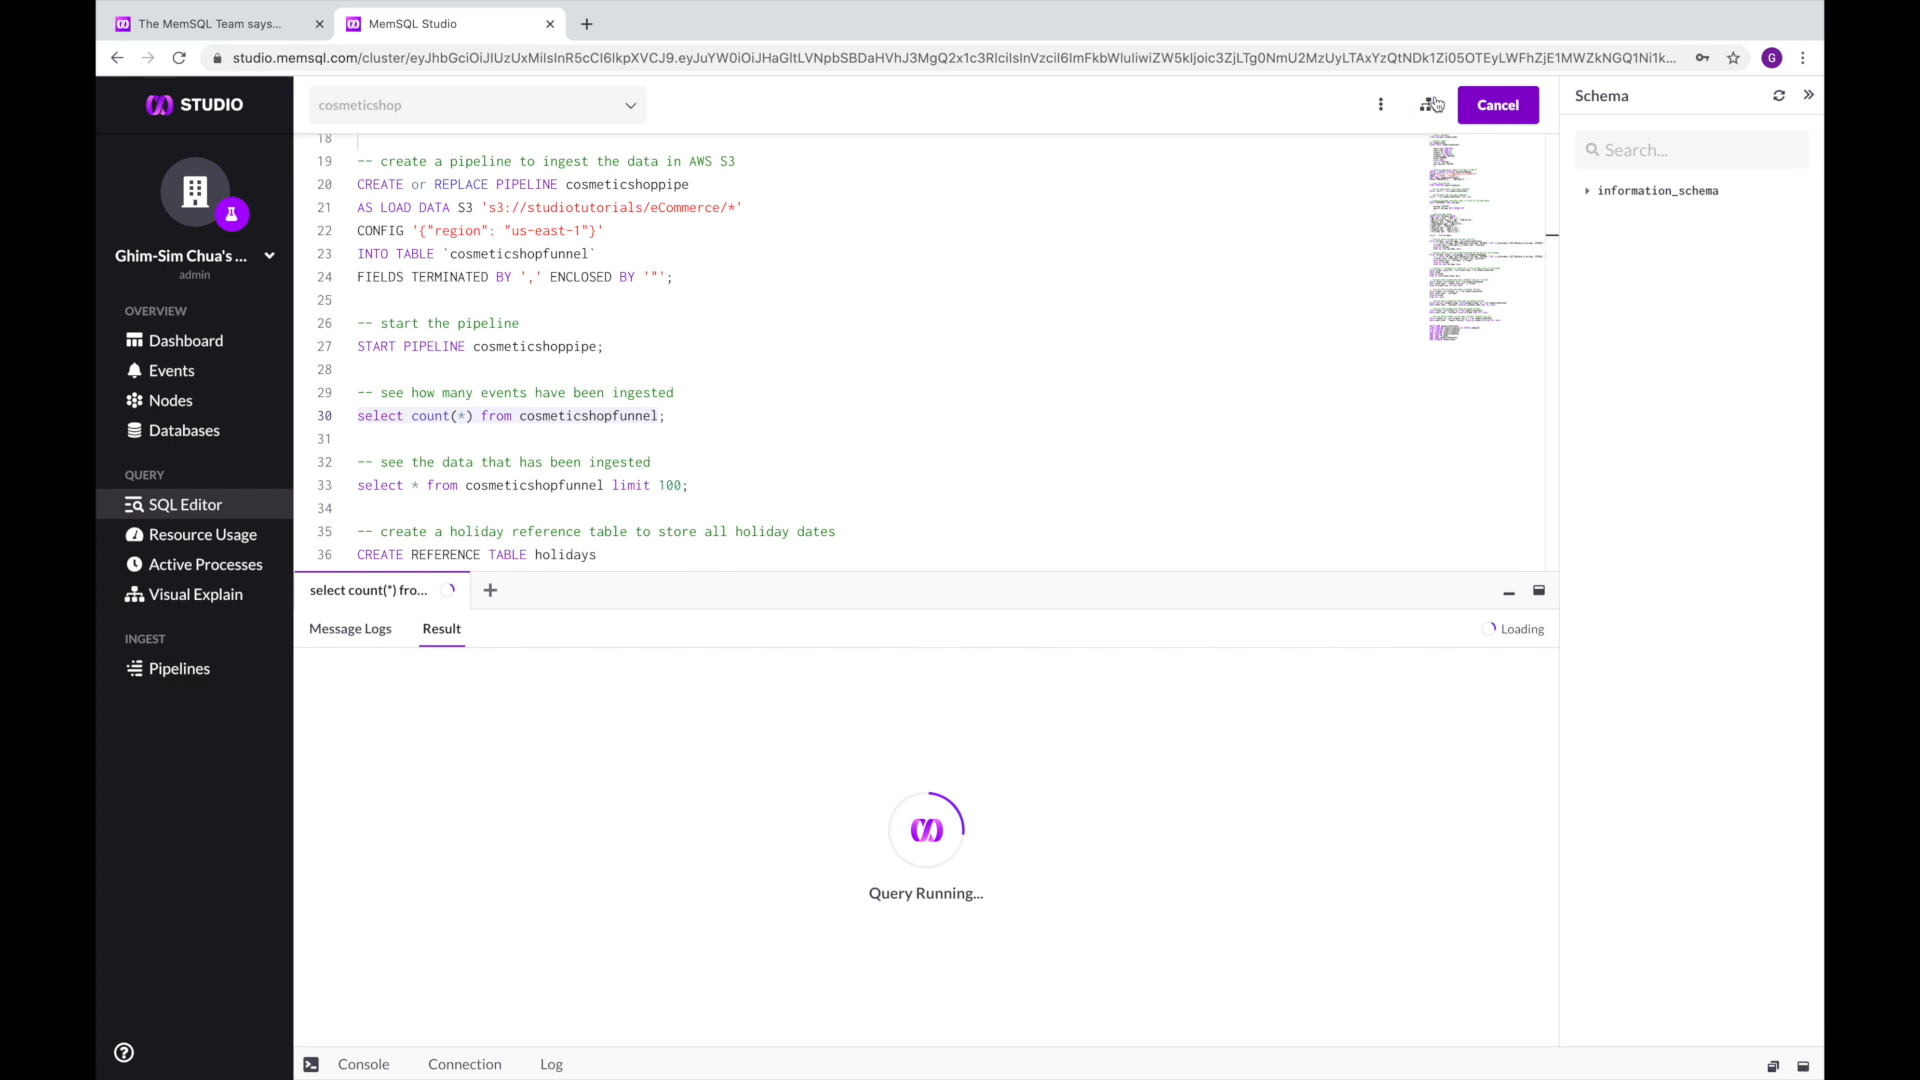 The MemSQL Team says...
MemSQL Studio
studio.memsql.com/cluster/
G
STUDIO
cosmeticshop
Cancel
Schema
Search...
information_schema
Ghim-Sim Chua's ...
admin
OVERVIEW
Dashboard
Events
Nodes
Databases
QUERY
SQL Editor
Resource Usage
Active Processes
Visual Explain
INGEST
Pipelines
18
19 -- create a pipeline to ingest the data in AWS S3
20 CREATE or REPLACE PIPELINE cosmeticshoppipe
21 AS LOAD DATA S3 's3://studiotutorials/eCommerce/*'
22 CONFIG '{"region": "us-east-1"}'
23 INTO TABLE `cosmeticshopfunnel`
24 FIELDS TERMINATED BY ',' ENCLOSED BY '"';
25
26 -- start the pipeline
27 START PIPELINE cosmeticshoppipe;
28
29 -- see how many events have been ingested
30 select count(*) from cosmeticshopfunnel;
31
32 -- see the data that has been ingested
33 select * from cosmeticshopfunnel limit 100;
34
35 -- create a holiday reference table to store all holiday dates
36 CREATE REFERENCE TABLE holidays
select count(*) fro...
Message Logs
Result
Loading
Query Running...
Console
Connection
Log